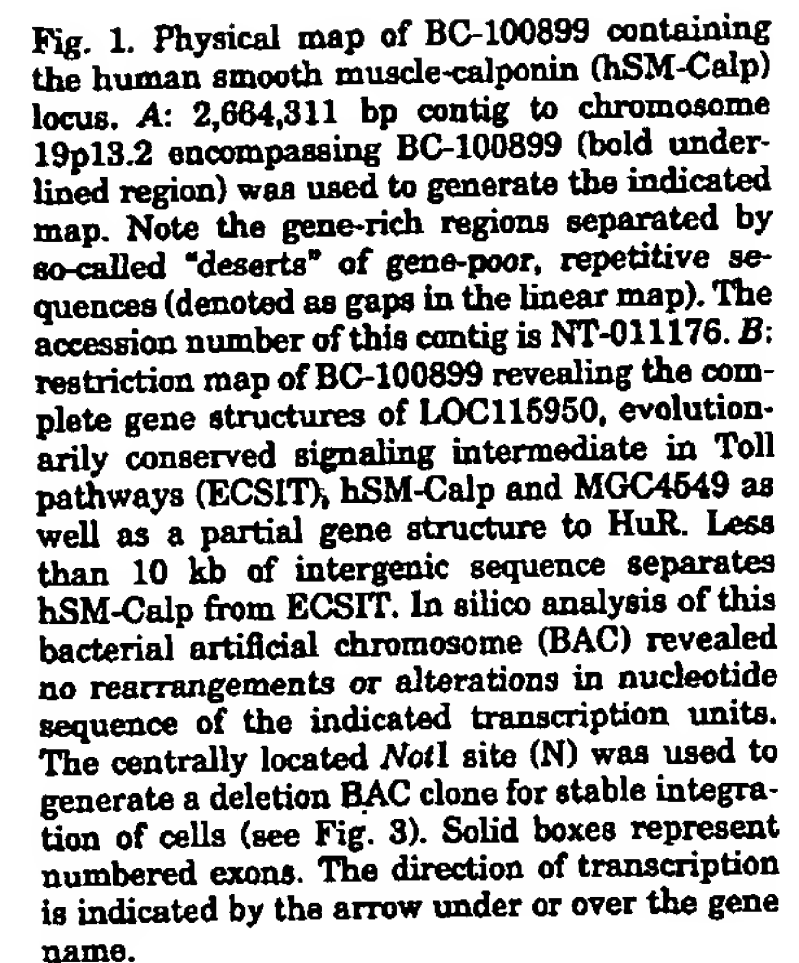 Fig. 1. Physical map of BC-100899 containing
the human smooth muscle-calponin (hSM-Calp)
locus. A: 2,664,311 bp contig to chromosome
19p13.2 encompassing BC-100899 (bold under-
lined region) was used to generate the indicated
map. Note the gene-rich regions separated by
so-called "deserts" of gene-poor, repetitive se-
quences (denoted as gaps in the linear map). The
accession number of this contig is NT-011176. B:
restriction map of BC-100899 revealing the com-
plete gene structures of LOC115950, evolution-
arily conserved signaling intermediate in Toll
pathways (ECSIT), hSM-Calp and MGC4549 as
well as a partial gene structure to HuR. Less
than 10 kb of intergenic sequence separates
hSM-Calp from ECSIT. In silico analysis of this
bacterial artificial chromosome (BAC) revealed
no rearrangements or alterations in nucleotide
sequence of the indicated transcription units.
The centrally located Not1 site (N) was used to
generate a deletion BAC clone for stable integra-
tion of cells (see Fig. 3). Solid boxes represent
numbered exons. The direction of transcription
is indicated by the arrow under or over the gene
name.